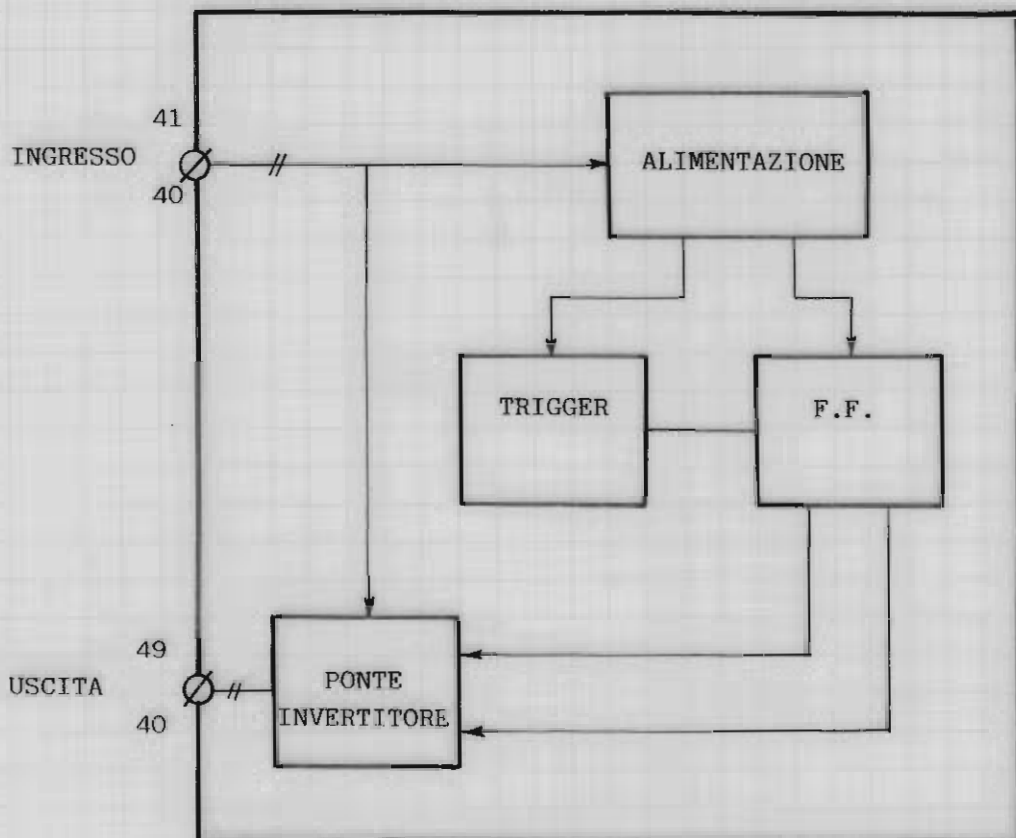 41
INGRESSO
40
ALIMENTAZIONE
TRIGGER
F.F.
49
USCITA
40
PONTE
INVERTITORE